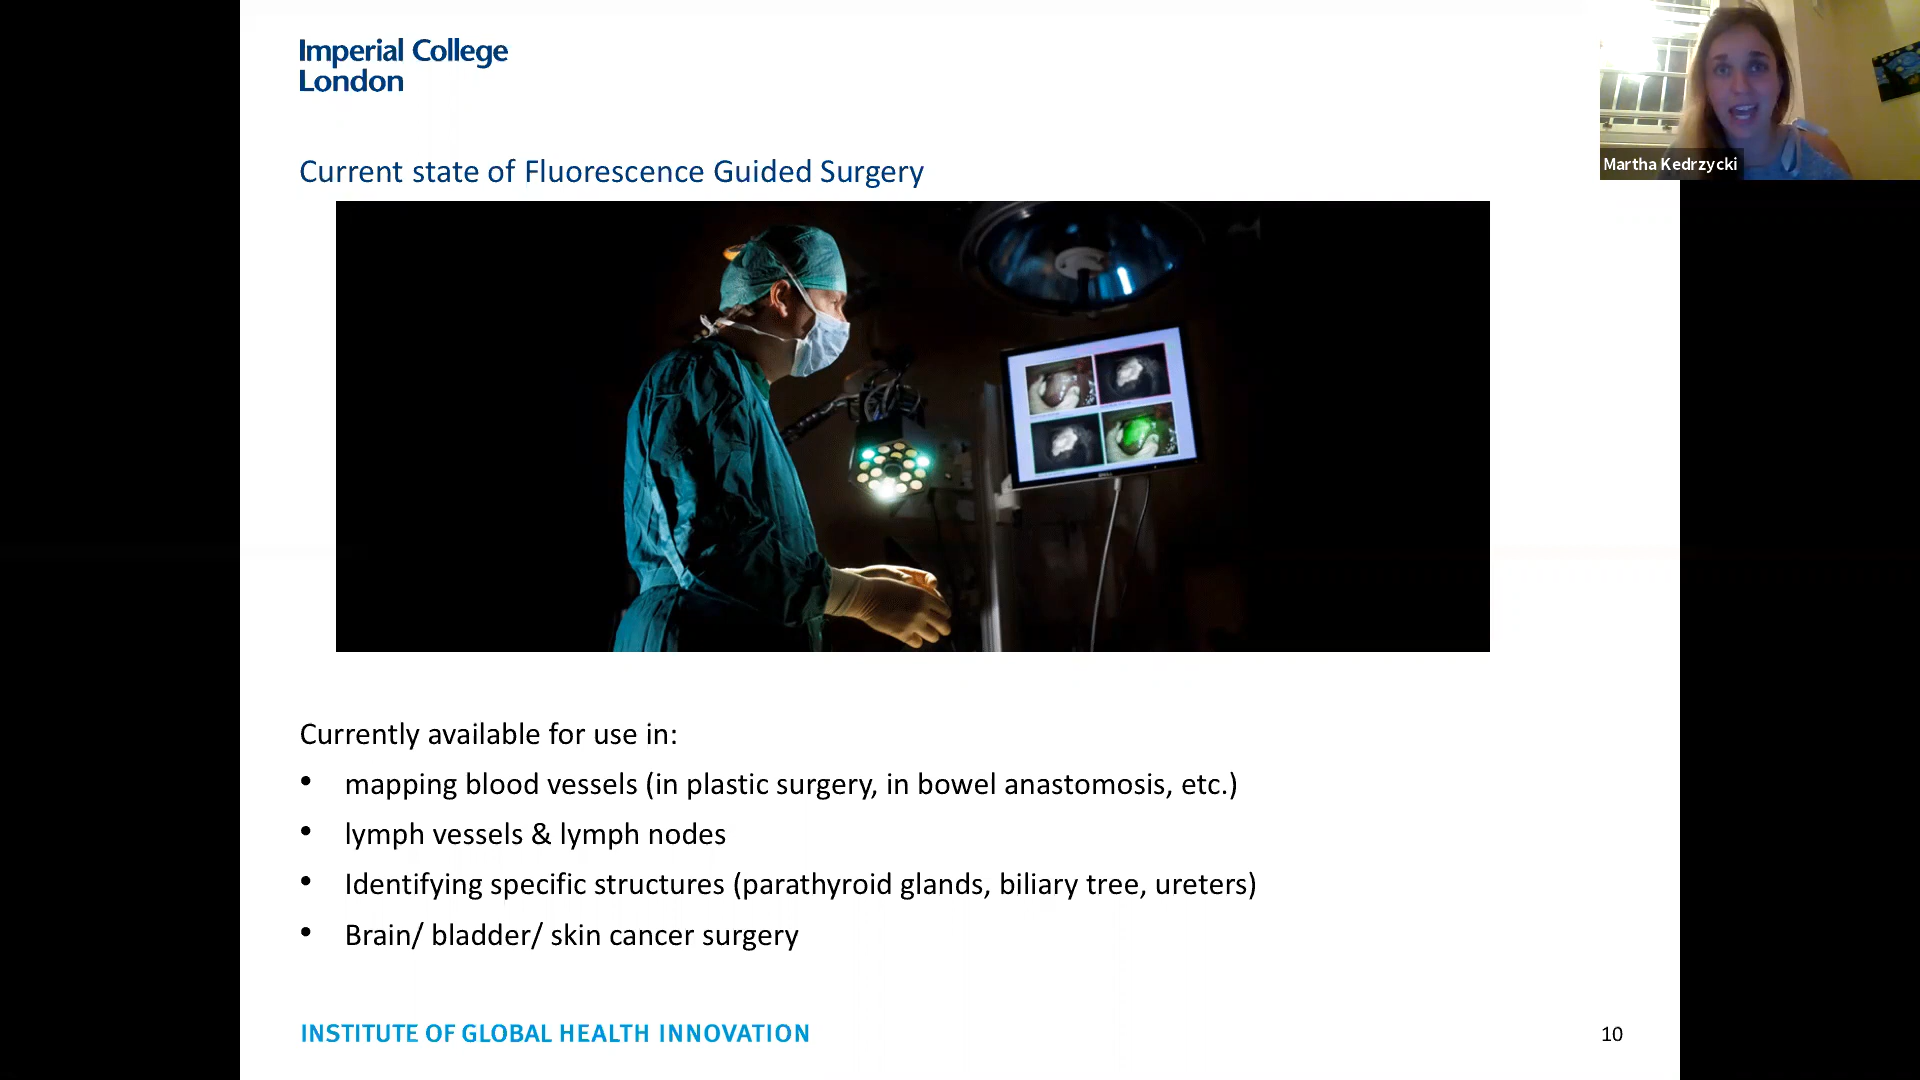 Imperial College
London
Martha Kedrzycki
Current state of Fluorescence Guided Surgery
Currently available for use in:
• mapping blood vessels (in plastic surgery, in bowel anastomosis, etc.)
• lymph vessels & lymph nodes
• Identifying specific structures (parathyroid glands, biliary tree, ureters)
• Brain/ bladder/ skin cancer surgery
INSTITUTE OF GLOBAL HEALTH INNOVATION
10